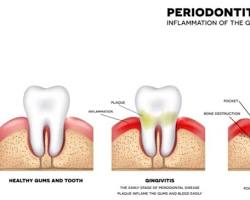 PERIODONTIT
INFLAMMATION OF THE G
PLAQUE
INFLAMMATION
POCKET
BONE DESTRUCTION
HEALTHY GUMS AND TOOTH
GINGIVITIS
THE EARLY STAGE OF PERIODONTAL DISEASE
PLAQUE INFLAME THE GUMS AND BLEED EASILY